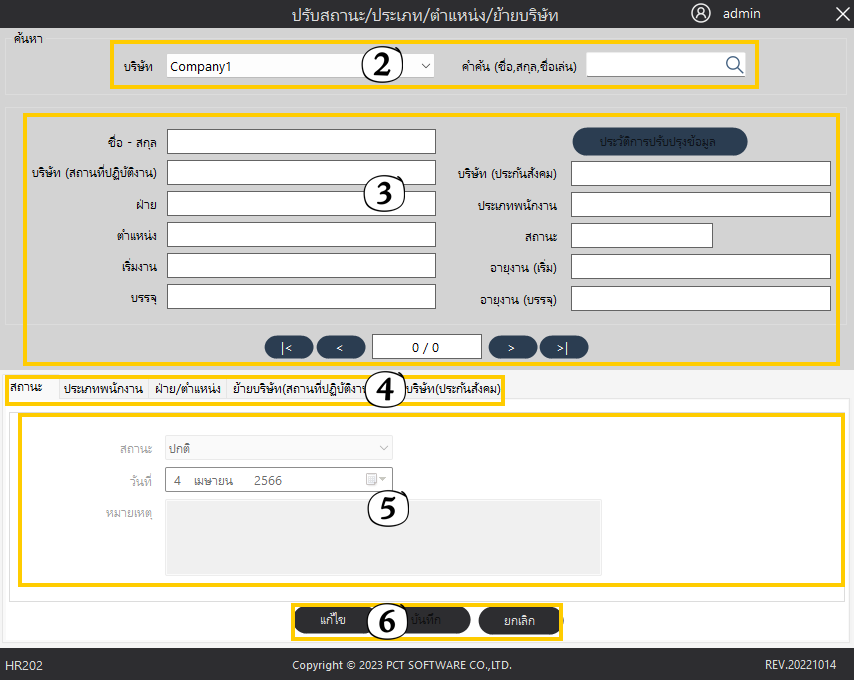 ปรับสถานะ/ประเภท/ตำแหน่ง/ย้ายบริษัท admin
ค้นหา
บริษัท Company1 2 คำค้น (ชื่อ,สกุล,ชื่อเล่น)
ชื่อ - สกุล ประวัติการปรับปรุงข้อมูล
บริษัท (สถานที่ปฏิบัติงาน) บริษัท (ประกันสังคม)
3
ฝ่าย ประเภทพนักงาน
ตำแหน่ง สถานะ
เริ่มงาน อายุงาน (เริ่ม)
บรรจุ อายุงาน (บรรจุ)
|< < 0 / 0 > >|
สถานะ ประเภทพนักงาน ฝ่าย/ตำแหน่ง ย้ายบริษัท(สถานที่ปฏิบัติงาน 4 บริษัท(ประกันสังคม)
สถานะ ปกติ
วันที่ 4 เมษายน 2566
หมายเหตุ 5
แก้ไข 6 บันทึก ยกเลิก
HR202 Copyright © 2023 PCT SOFTWARE CO.,LTD. REV.20221014